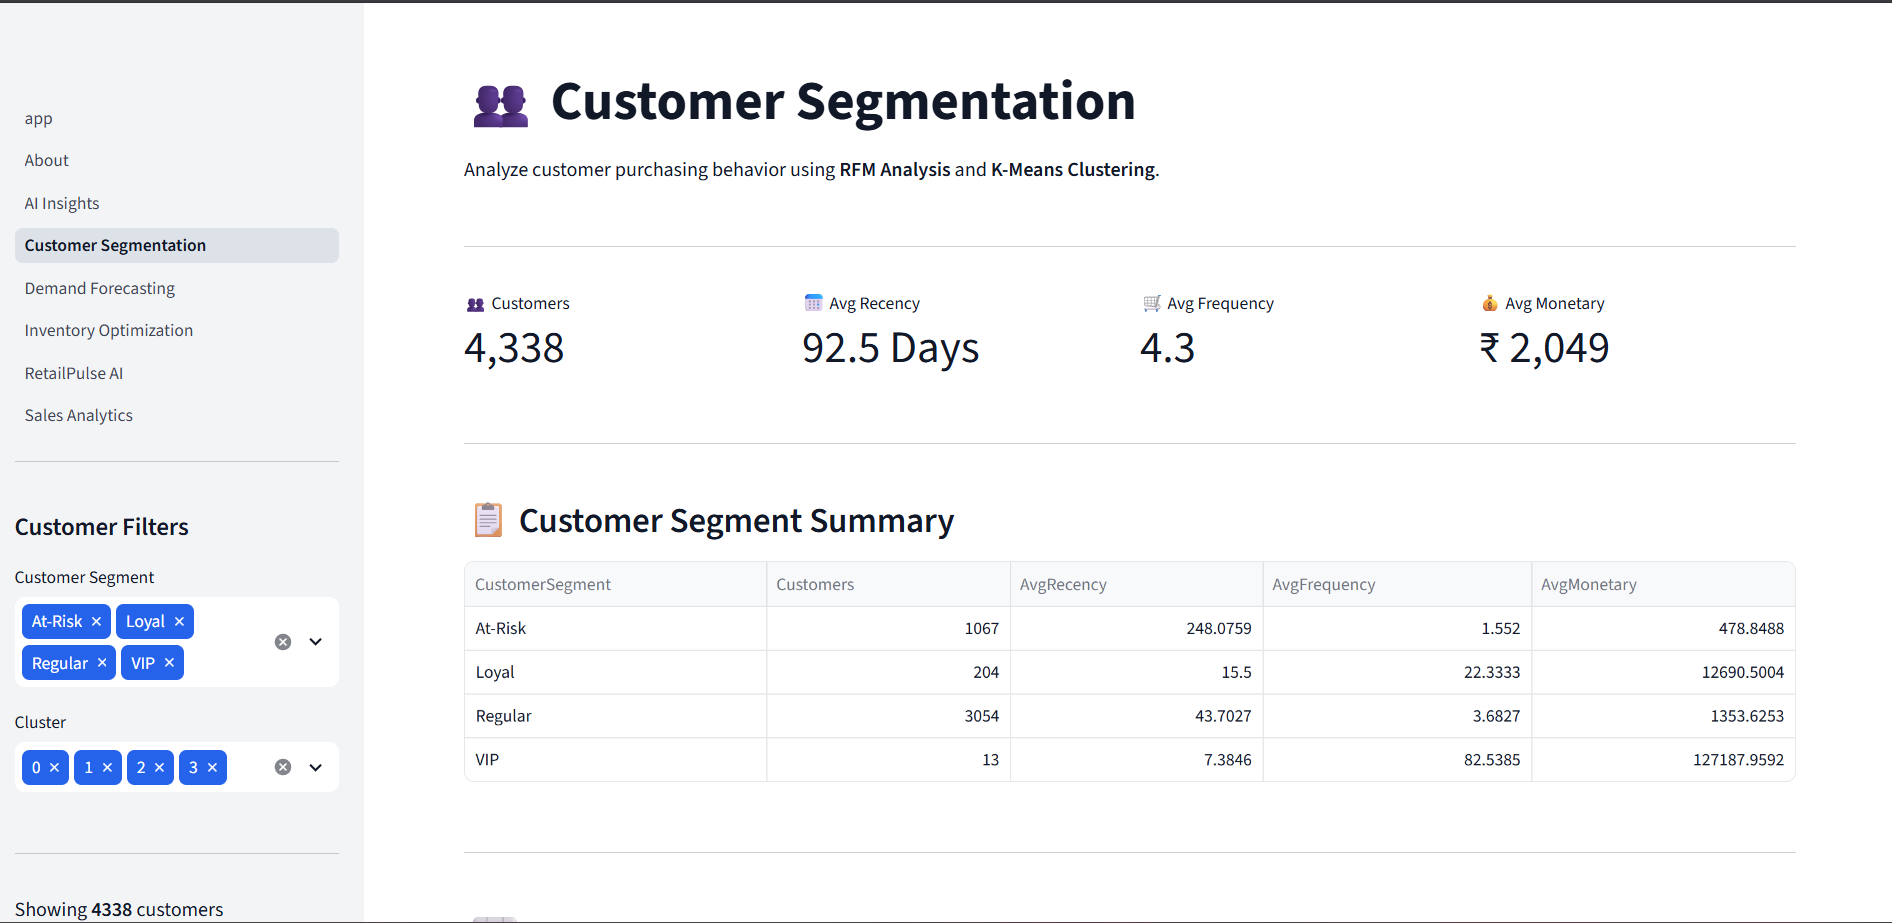 app
About
AI Insights
Customer Segmentation
Demand Forecasting
Inventory Optimization
RetailPulse AI
Sales Analytics
Customer Filters
Customer Segment
At-Risk × Loyal ×
Regular × VIP ×
Cluster
0 × 1 × 2 × 3 ×
Showing 4338 customers
Customer Segmentation
Analyze customer purchasing behavior using RFM Analysis and K-Means Clustering.
Customers Avg Recency Avg Frequency Avg Monetary
4,338 92.5 Days 4.3 ₹ 2,049
Customer Segment Summary
CustomerSegment Customers AvgRecency AvgFrequency AvgMonetary
At-Risk 1067 248.0759 1.552 478.8488
Loyal 204 15.5 22.3333 12690.5004
Regular 3054 43.7027 3.6827 1353.6253
VIP 13 7.3846 82.5385 127187.9592